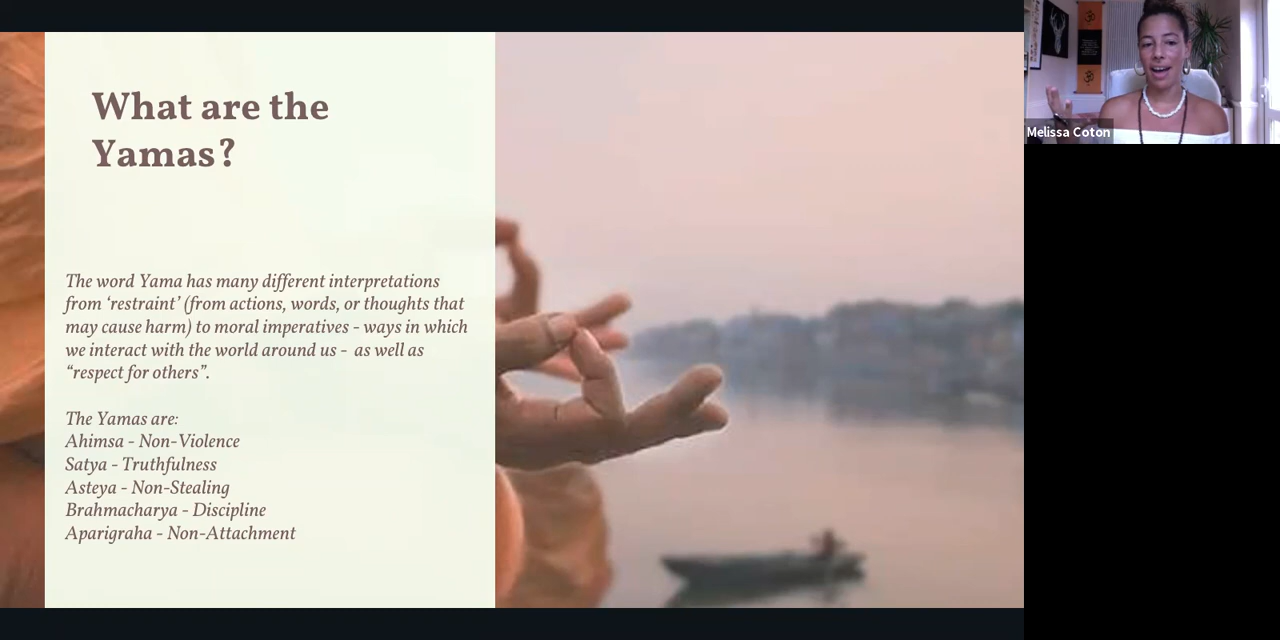 What are the
Yamas?
The word Yama has many different interpretations
from ‘restraint’ (from actions, words, or thoughts that
may cause harm) to moral imperatives - ways in which
we interact with the world around us -  as well as
“respect for others”.
The Yamas are:
Ahimsa - Non-Violence
Satya - Truthfulness
Asteya - Non-Stealing
Brahmacharya - Discipline
Aparigraha - Non-Attachment
Melissa Coton